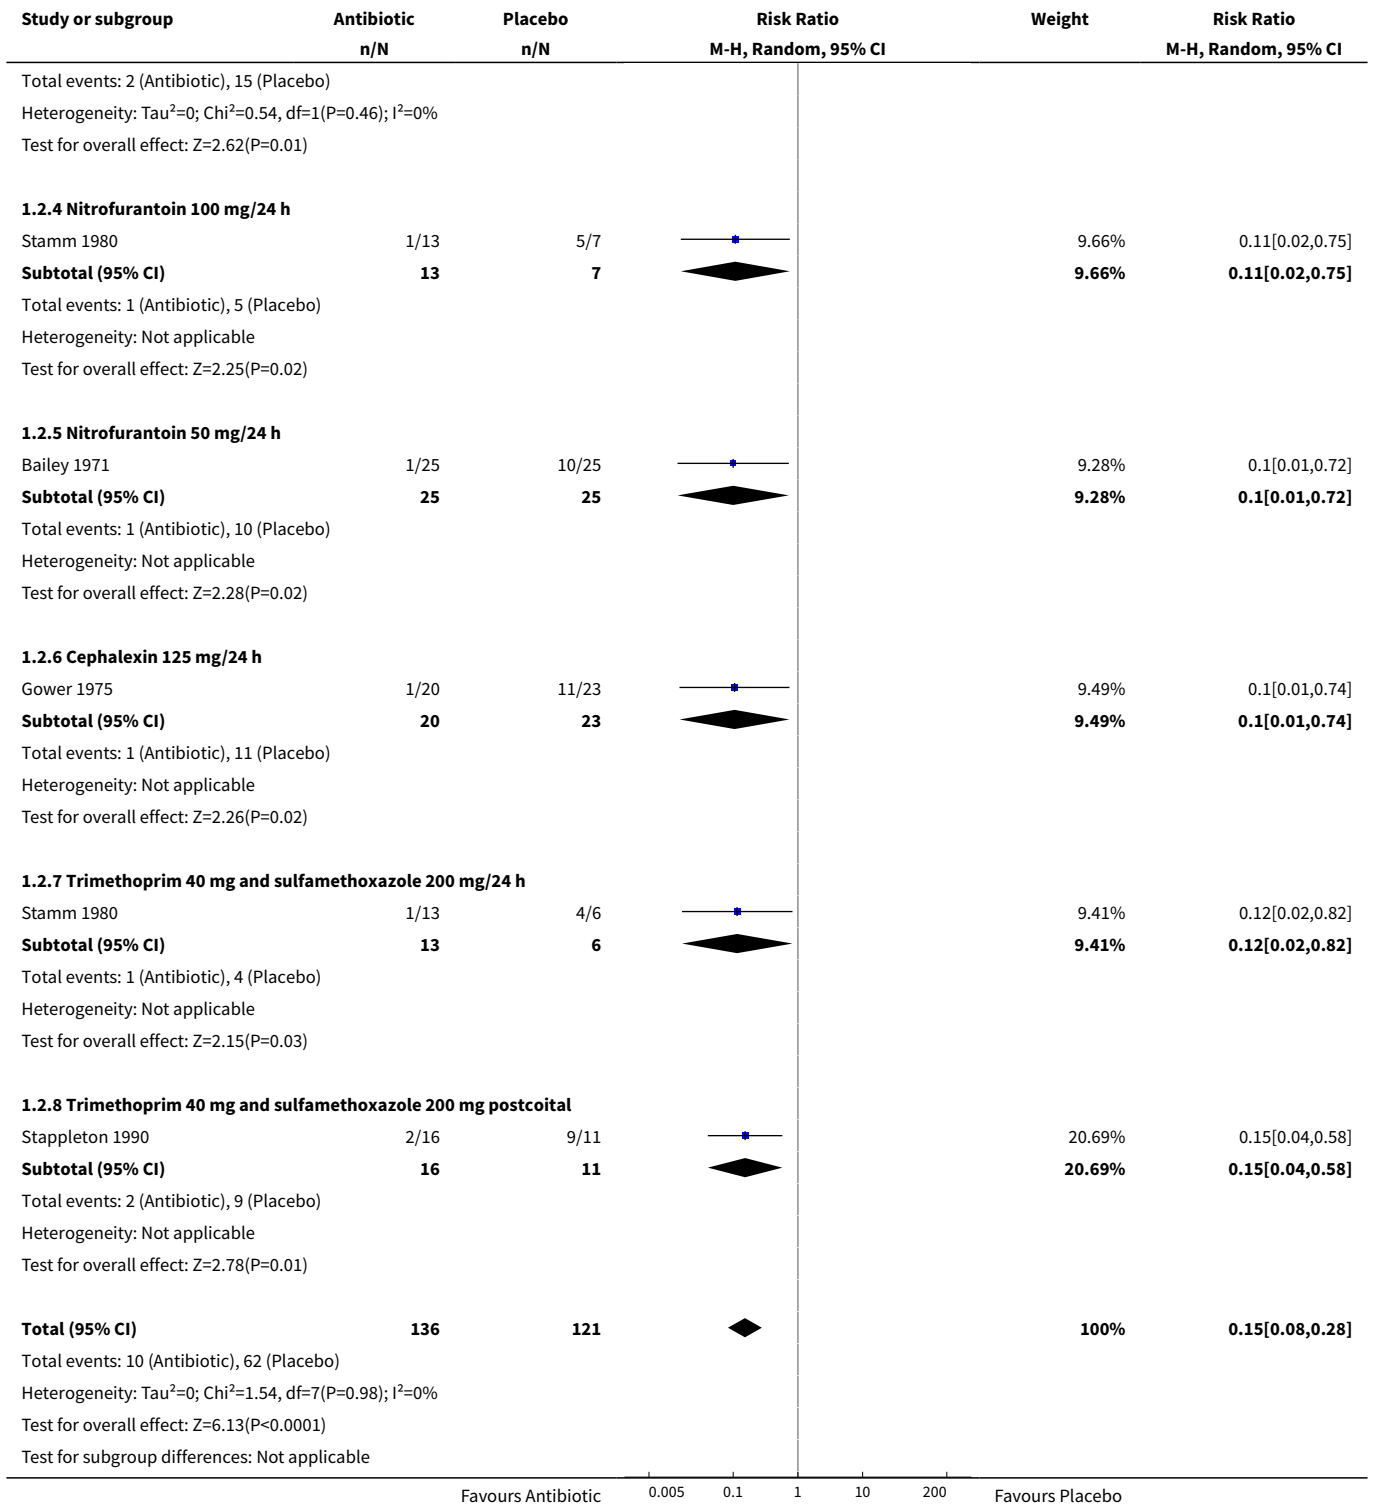 Study or subgroup Antibiotic Placebo Risk Ratio Weight Risk Ratio
n/N n/N M-H, Random, 95% CI M-H, Random, 95% CI
Total events: 2 (Antibiotic), 15 (Placebo)
Heterogeneity: Tau²=0; Chi²=0.54, df=1(P=0.46); I²=0%
Test for overall effect: Z=2.62(P=0.01)
1.2.4 Nitrofurantoin 100 mg/24 h
Stamm 1980 1/13 5/7 9.66% 0.11[0.02,0.75]
Subtotal (95% CI) 13 7 9.66% 0.11[0.02,0.75]
Total events: 1 (Antibiotic), 5 (Placebo)
Heterogeneity: Not applicable
Test for overall effect: Z=2.25(P=0.02)
1.2.5 Nitrofurantoin 50 mg/24 h
Bailey 1971 1/25 10/25 9.28% 0.1[0.01,0.72]
Subtotal (95% CI) 25 25 9.28% 0.1[0.01,0.72]
Total events: 1 (Antibiotic), 10 (Placebo)
Heterogeneity: Not applicable
Test for overall effect: Z=2.28(P=0.02)
1.2.6 Cephalexin 125 mg/24 h
Gower 1975 1/20 11/23 9.49% 0.1[0.01,0.74]
Subtotal (95% CI) 20 23 9.49% 0.1[0.01,0.74]
Total events: 1 (Antibiotic), 11 (Placebo)
Heterogeneity: Not applicable
Test for overall effect: Z=2.26(P=0.02)
1.2.7 Trimethoprim 40 mg and sulfamethoxazole 200 mg/24 h
Stamm 1980 1/13 4/6 9.41% 0.12[0.02,0.82]
Subtotal (95% CI) 13 6 9.41% 0.12[0.02,0.82]
Total events: 1 (Antibiotic), 4 (Placebo)
Heterogeneity: Not applicable
Test for overall effect: Z=2.15(P=0.03)
1.2.8 Trimethoprim 40 mg and sulfamethoxazole 200 mg postcoital
Stappleton 1990 2/16 9/11 20.69% 0.15[0.04,0.58]
Subtotal (95% CI) 16 11 20.69% 0.15[0.04,0.58]
Total events: 2 (Antibiotic), 9 (Placebo)
Heterogeneity: Not applicable
Test for overall effect: Z=2.78(P=0.01)
Total (95% CI) 136 121 100% 0.15[0.08,0.28]
Total events: 10 (Antibiotic), 62 (Placebo)
Heterogeneity: Tau²=0; Chi²=1.54, df=7(P=0.98); I²=0%
Test for overall effect: Z=6.13(P<0.0001)
Test for subgroup differences: Not applicable
Favours Antibiotic 0.005 0.1 1 10 200 Favours Placebo